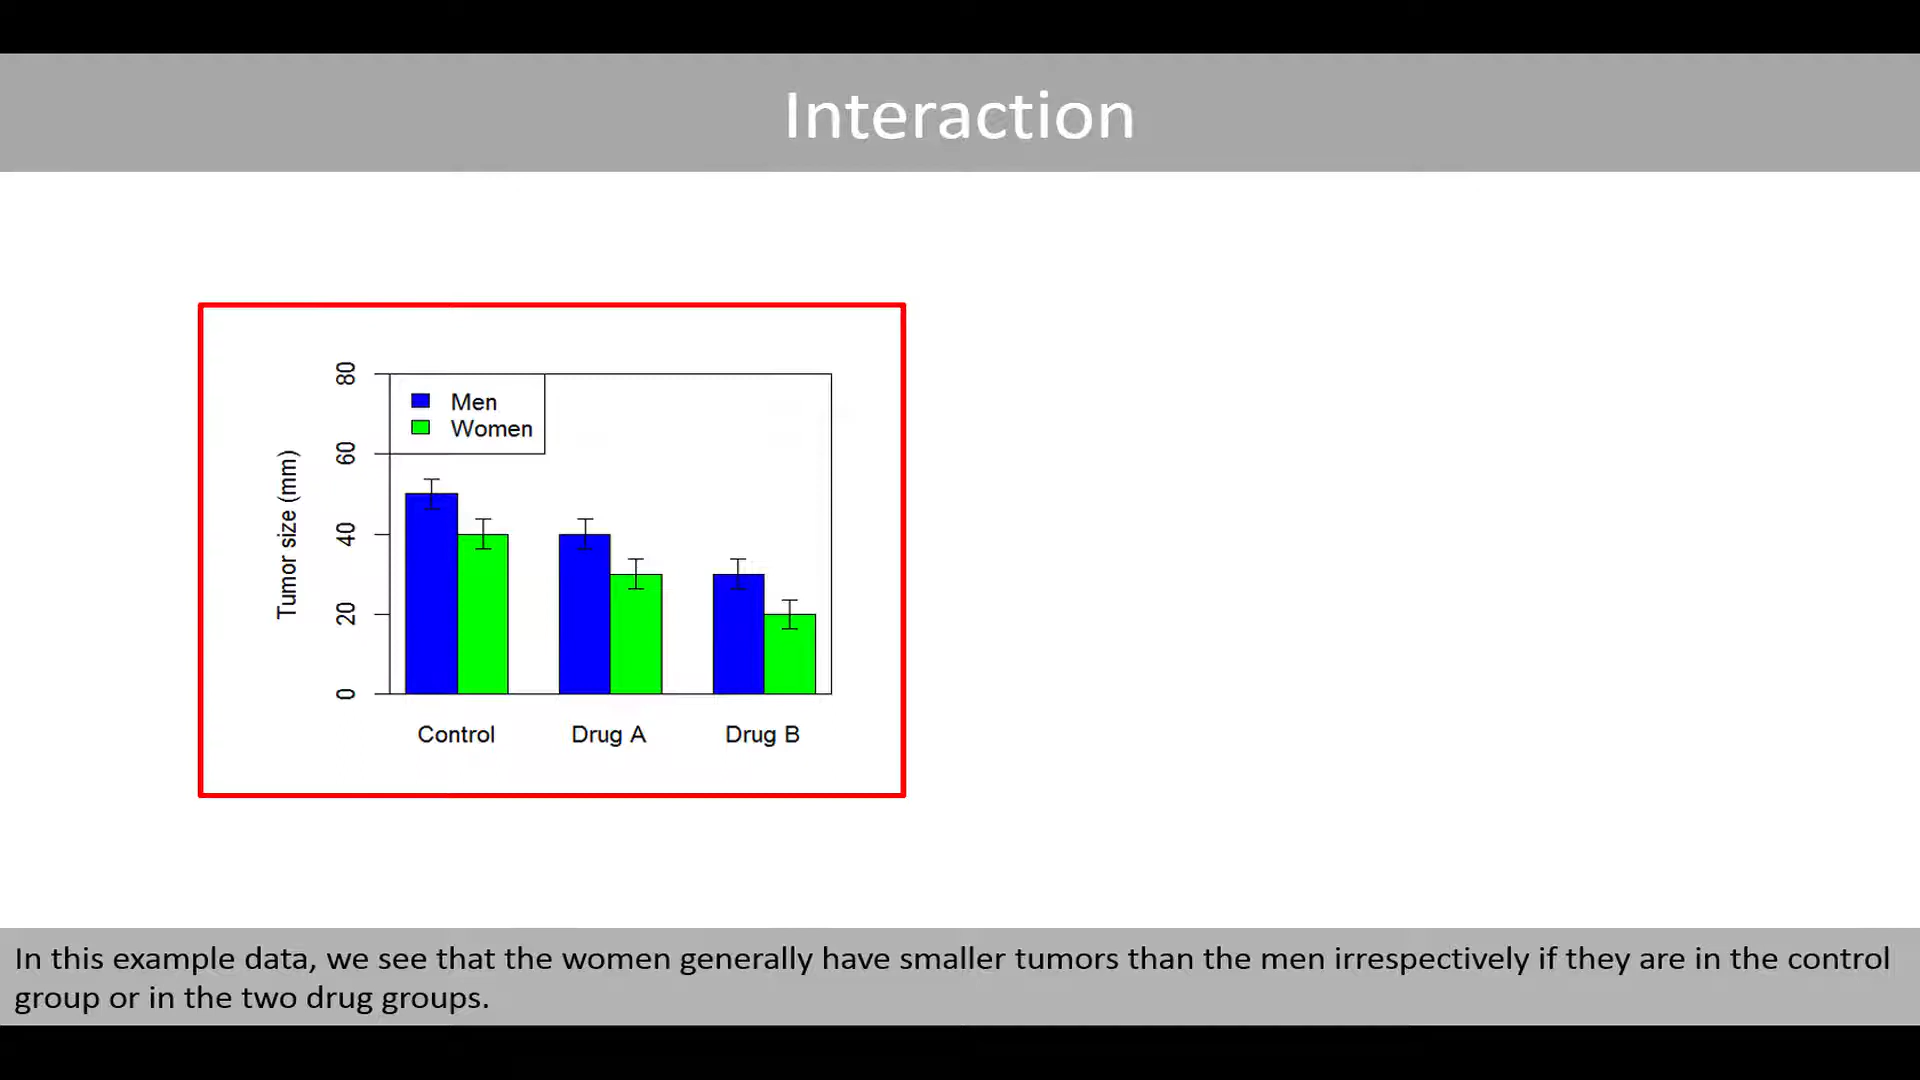 Interaction
80
60
40
20
0
Tumor size (mm)
Men
Women
Control
Drug A
Drug B
In this example data, we see that the women generally have smaller tumors than the men irrespectively if they are in the control
group or in the two drug groups.